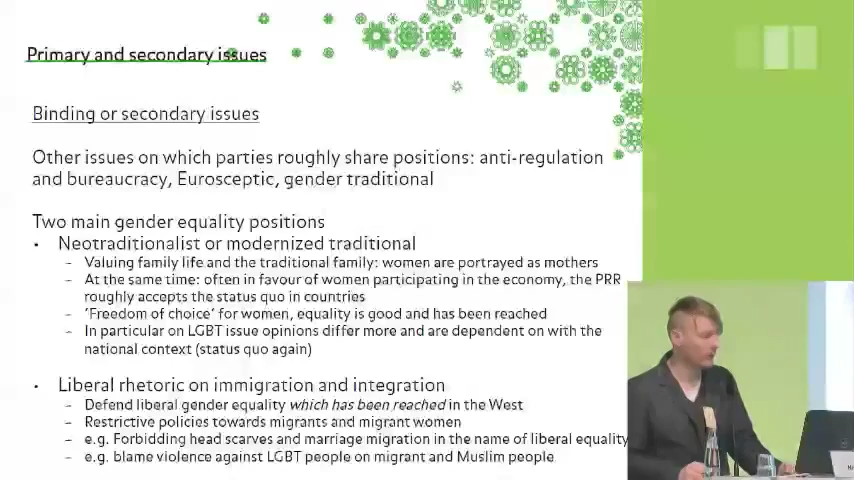 Primary and secondary issues
Binding or secondary issues
Other issues on which parties roughly share positions: anti-regulation
and bureaucracy, Eurosceptic, gender traditional
Two main gender equality positions
• Neotraditionalist or modernized traditional
- Valuing family life and the traditional family: women are portrayed as mothers
- At the same time: often in favour of women participating in the economy, the PRR
roughly accepts the status quo in countries
- 'Freedom of choice' for women, equality is good and has been reached
- In particular on LGBT issue opinions differ more and are dependent on with the
national context (status quo again)
• Liberal rhetoric on immigration and integration
- Defend liberal gender equality which has been reached in the West
- Restrictive policies towards migrants and migrant women
- e.g. Forbidding head scarves and marriage migration in the name of liberal equality
- e.g. blame violence against LGBT people on migrant and Muslim people